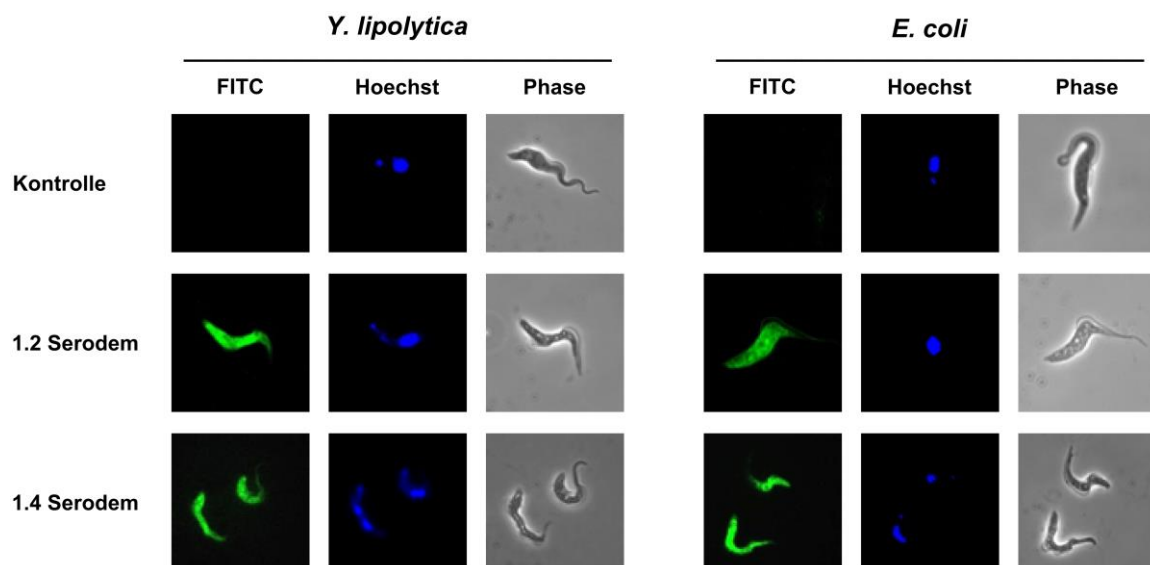 Y. lipolytica E. coli
FITC Hoechst Phase FITC Hoechst Phase
Kontrolle
1.2 Serodem
1.4 Serodem